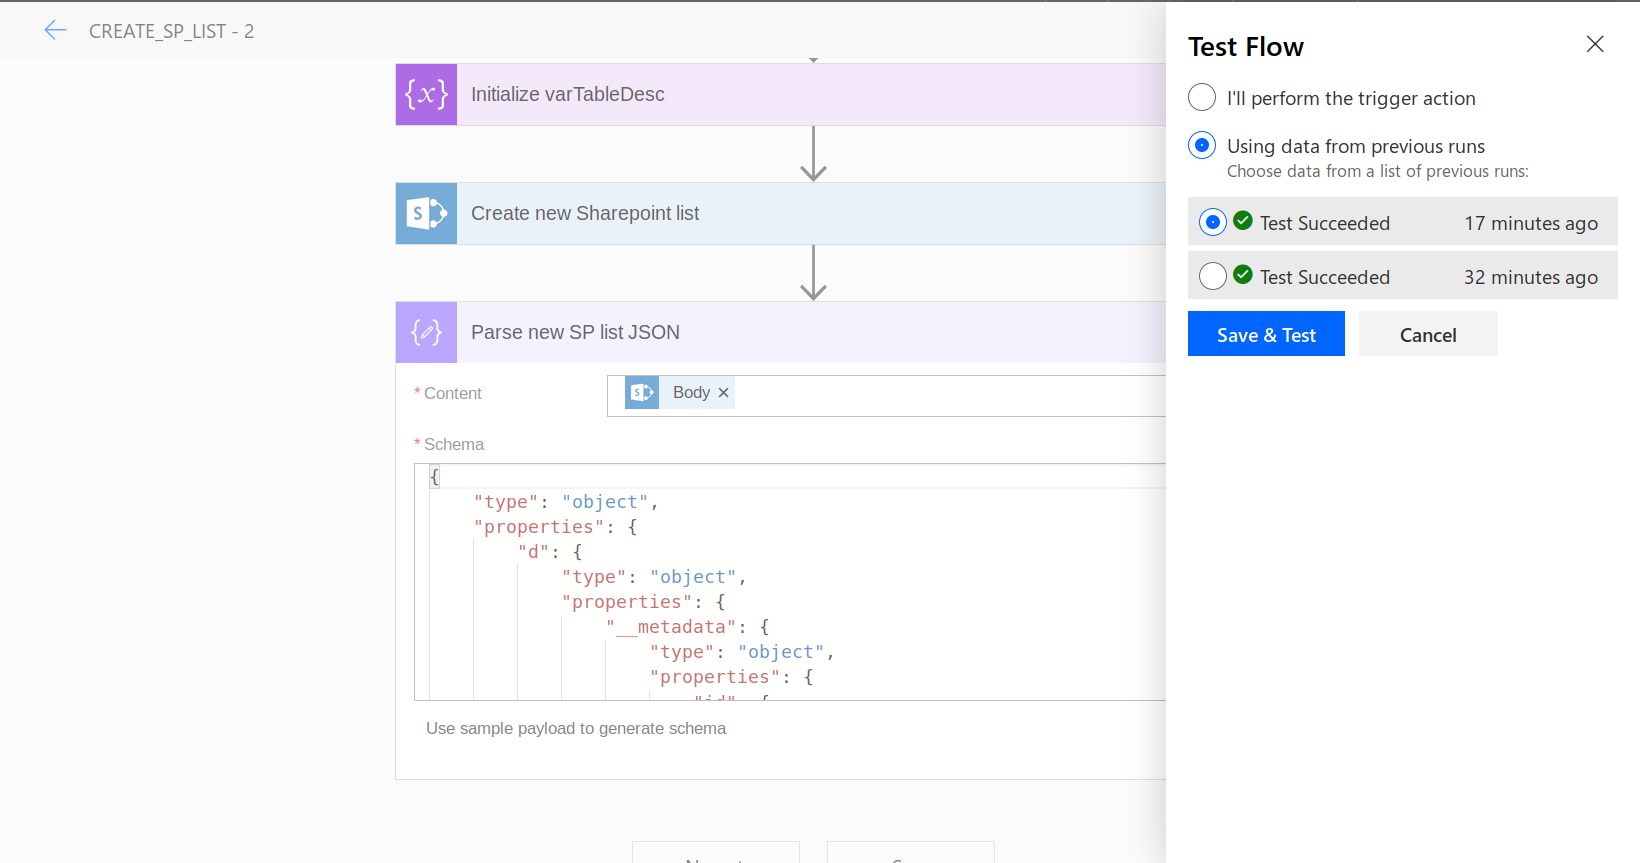 CREATE_SP_LIST - 2
Initialize varTableDesc
Create new Sharepoint list
Parse new SP list JSON
* Content
Body
* Schema
{
"type": "object",
"properties": {
"d": {
"type": "object",
"properties": {
"__metadata": {
"type": "object",
"properties": {
Use sample payload to generate schema
Test Flow
I'll perform the trigger action
Using data from previous runs
Choose data from a list of previous runs:
Test Succeeded 17 minutes ago
Test Succeeded 32 minutes ago
Save & Test Cancel